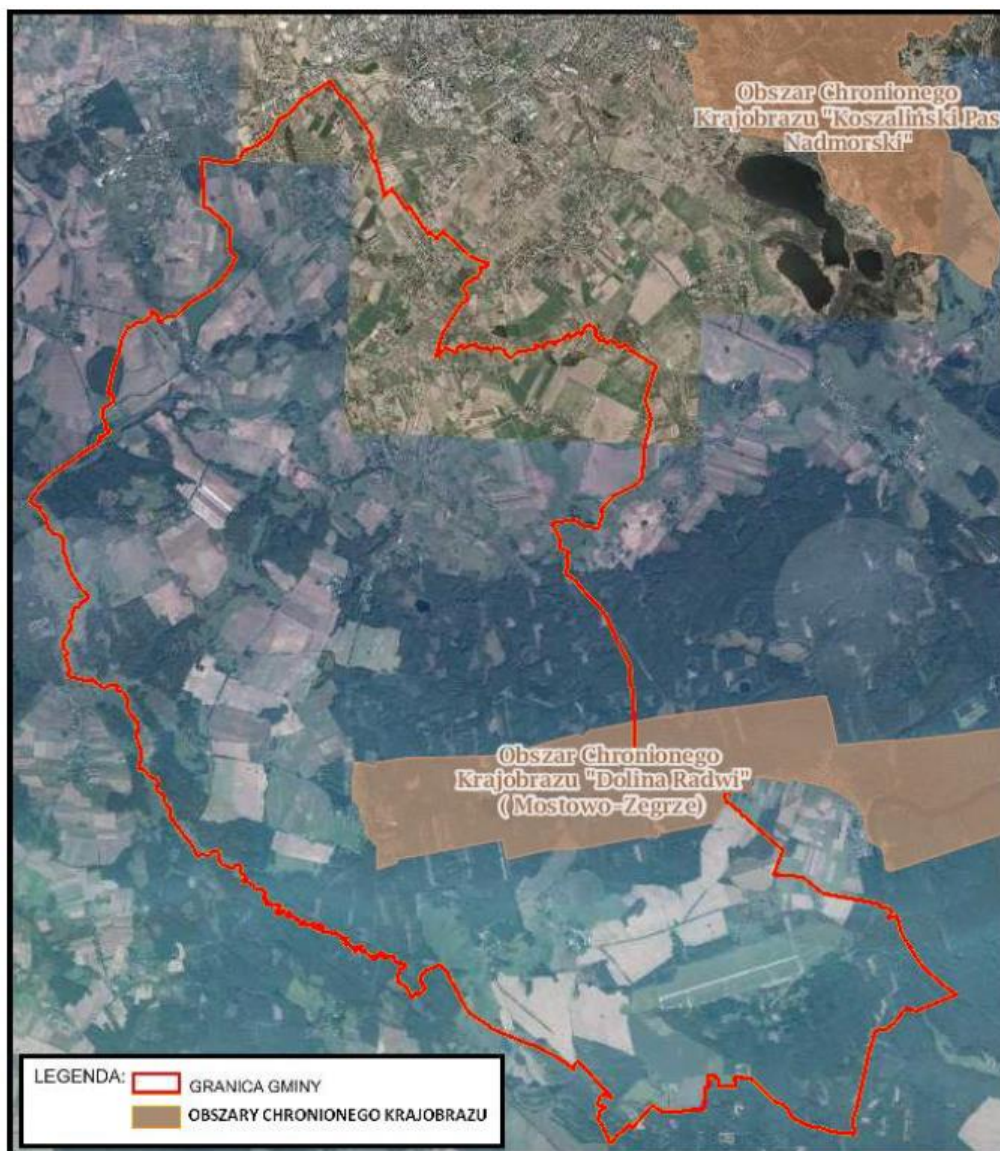 Obszar Chronionego
Krajobrazu "Koszaliński Pas
Nadmorski"
Obszar Chronionego
Krajobrazu "Dolina Radwi"
( Mostowo-Zegrze)
LEGENDA:
GRANICA GMINY
OBSZARY CHRONIONEGO KRAJOBRAZU